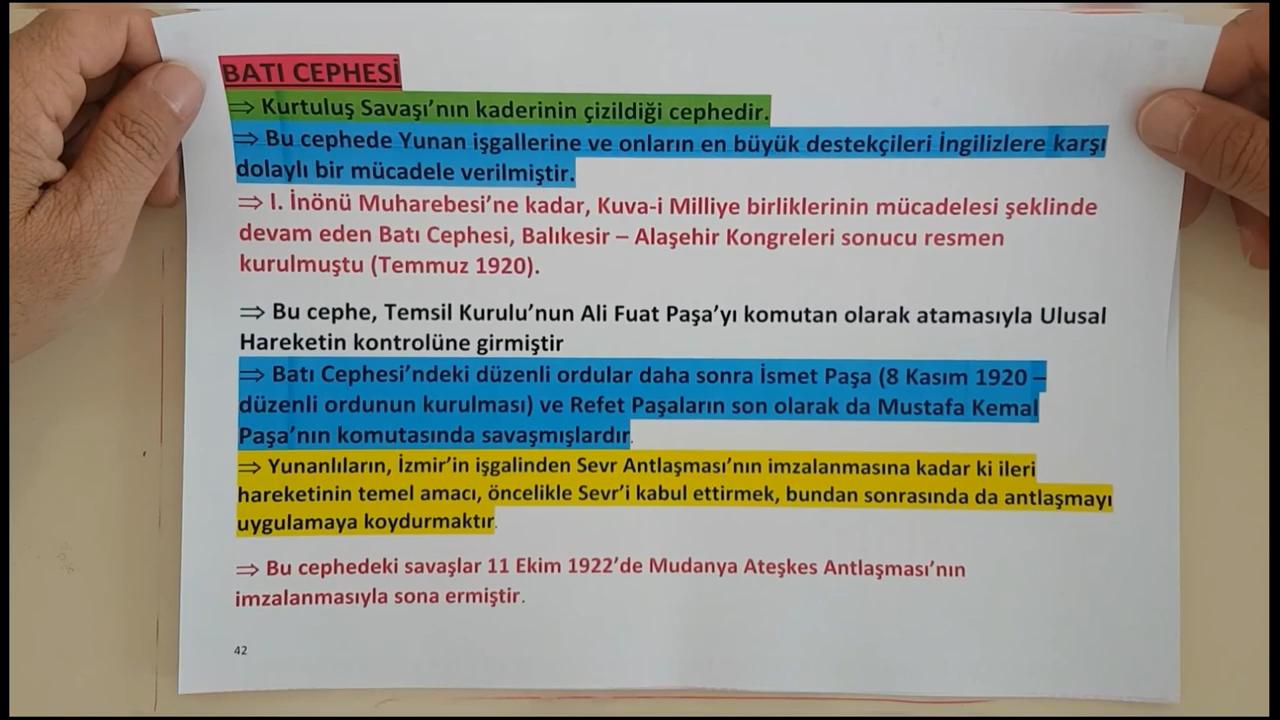 BATI CEPHESİ
⇒ Kurtuluş Savaşı’nın kaderinin çizildiği cephedir.
⇒ Bu cephede Yunan işgallerine ve onların en büyük destekçileri İngilizlere karşı
dolaylı bir mücadele verilmiştir.
⇒ I. İnönü Muharebesi’ne kadar, Kuva-i Milliye birliklerinin mücadelesi şeklinde
devam eden Batı Cephesi, Balıkesir – Alaşehir Kongreleri sonucu resmen
kurulmuştu (Temmuz 1920).
⇒ Bu cephe, Temsil Kurulu’nun Ali Fuat Paşa’yı komutan olarak atamasıyla Ulusal
Hareketin kontrolüne girmiştir
⇒ Batı Cephesi’ndeki düzenli ordular daha sonra İsmet Paşa (8 Kasım 1920 –
düzenli ordunun kurulması) ve Refet Paşaların son olarak da Mustafa Kemal
Paşa’nın komutasında savaşmışlardır.
⇒ Yunanlıların, İzmir’in işgalinden Sevr Antlaşması’nın imzalanmasına kadar ki ileri
hareketinin temel amacı, öncelikle Sevr’i kabul ettirmek, bundan sonrasında da antlaşmayı
uygulamaya koydurmaktır.
⇒ Bu cephedeki savaşlar 11 Ekim 1922’de Mudanya Ateşkes Antlaşması’nın
imzalanmasıyla sona ermiştir.
42